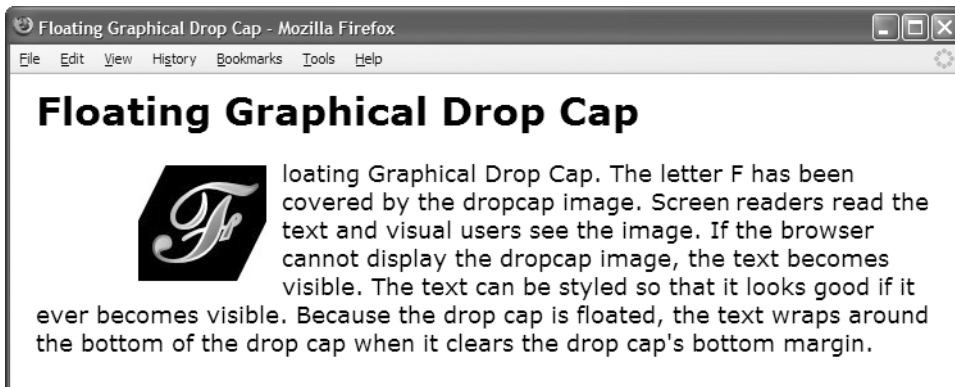 Floating Graphical Drop Cap - Mozilla Firefox
File Edit View History Bookmarks Tools Help
Floating Graphical Drop Cap
F
loating Graphical Drop Cap. The letter F has been
covered by the dropcap image. Screen readers read the
text and visual users see the image. If the browser
cannot display the dropcap image, the text becomes
visible. The text can be styled so that it looks good if it
ever becomes visible. Because the drop cap is floated, the text wraps around
the bottom of the drop cap when it clears the drop cap's bottom margin.